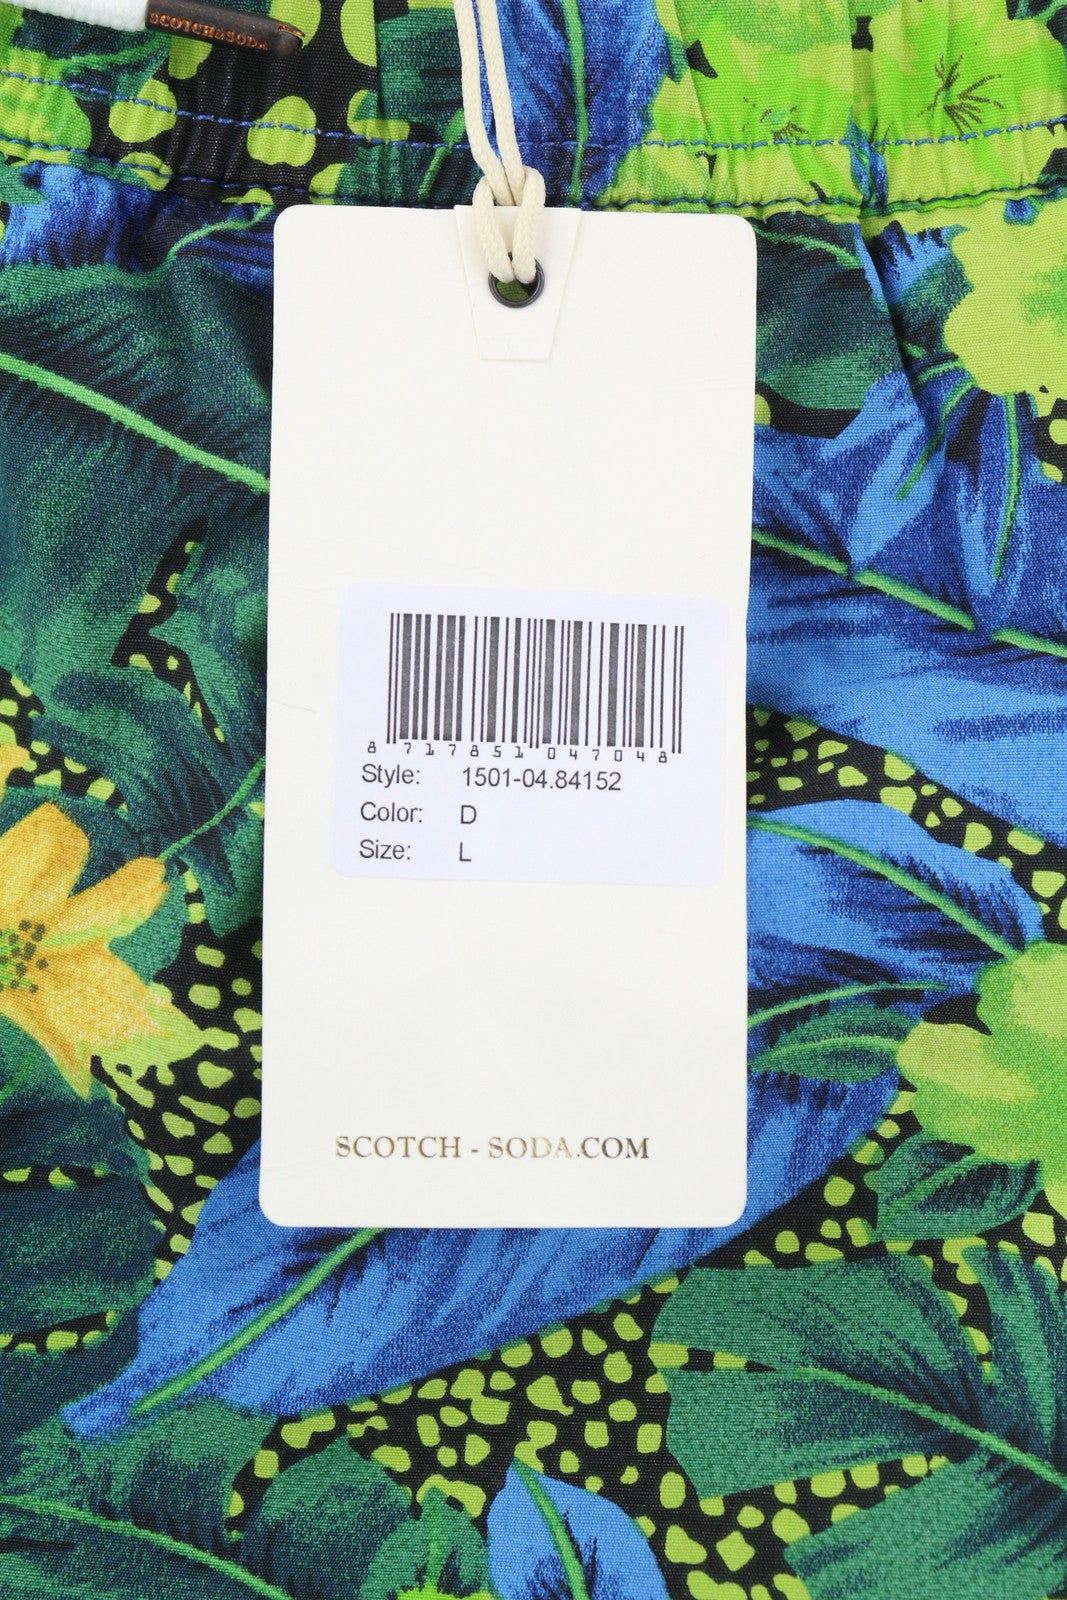 SCOTCH&SODA
8 717851 047048
Style: 1501-04.84152
Color: D
Size: L
SCOTCH - SODA.COM